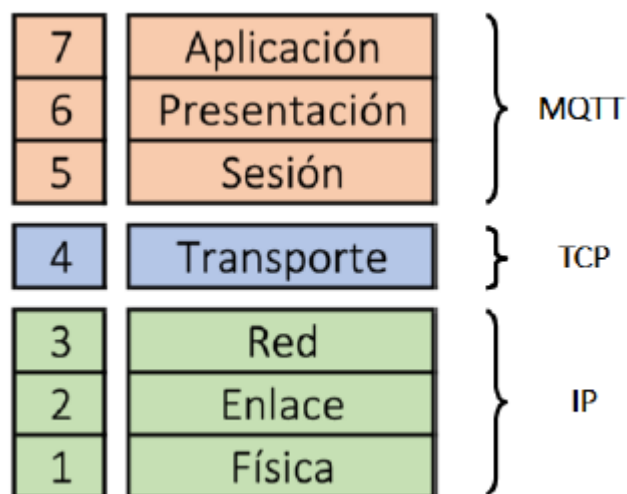 7 Aplicación
6 Presentación
5 Sesión
MQTT
4 Transporte
TCP
3 Red
2 Enlace
1 Física
IP